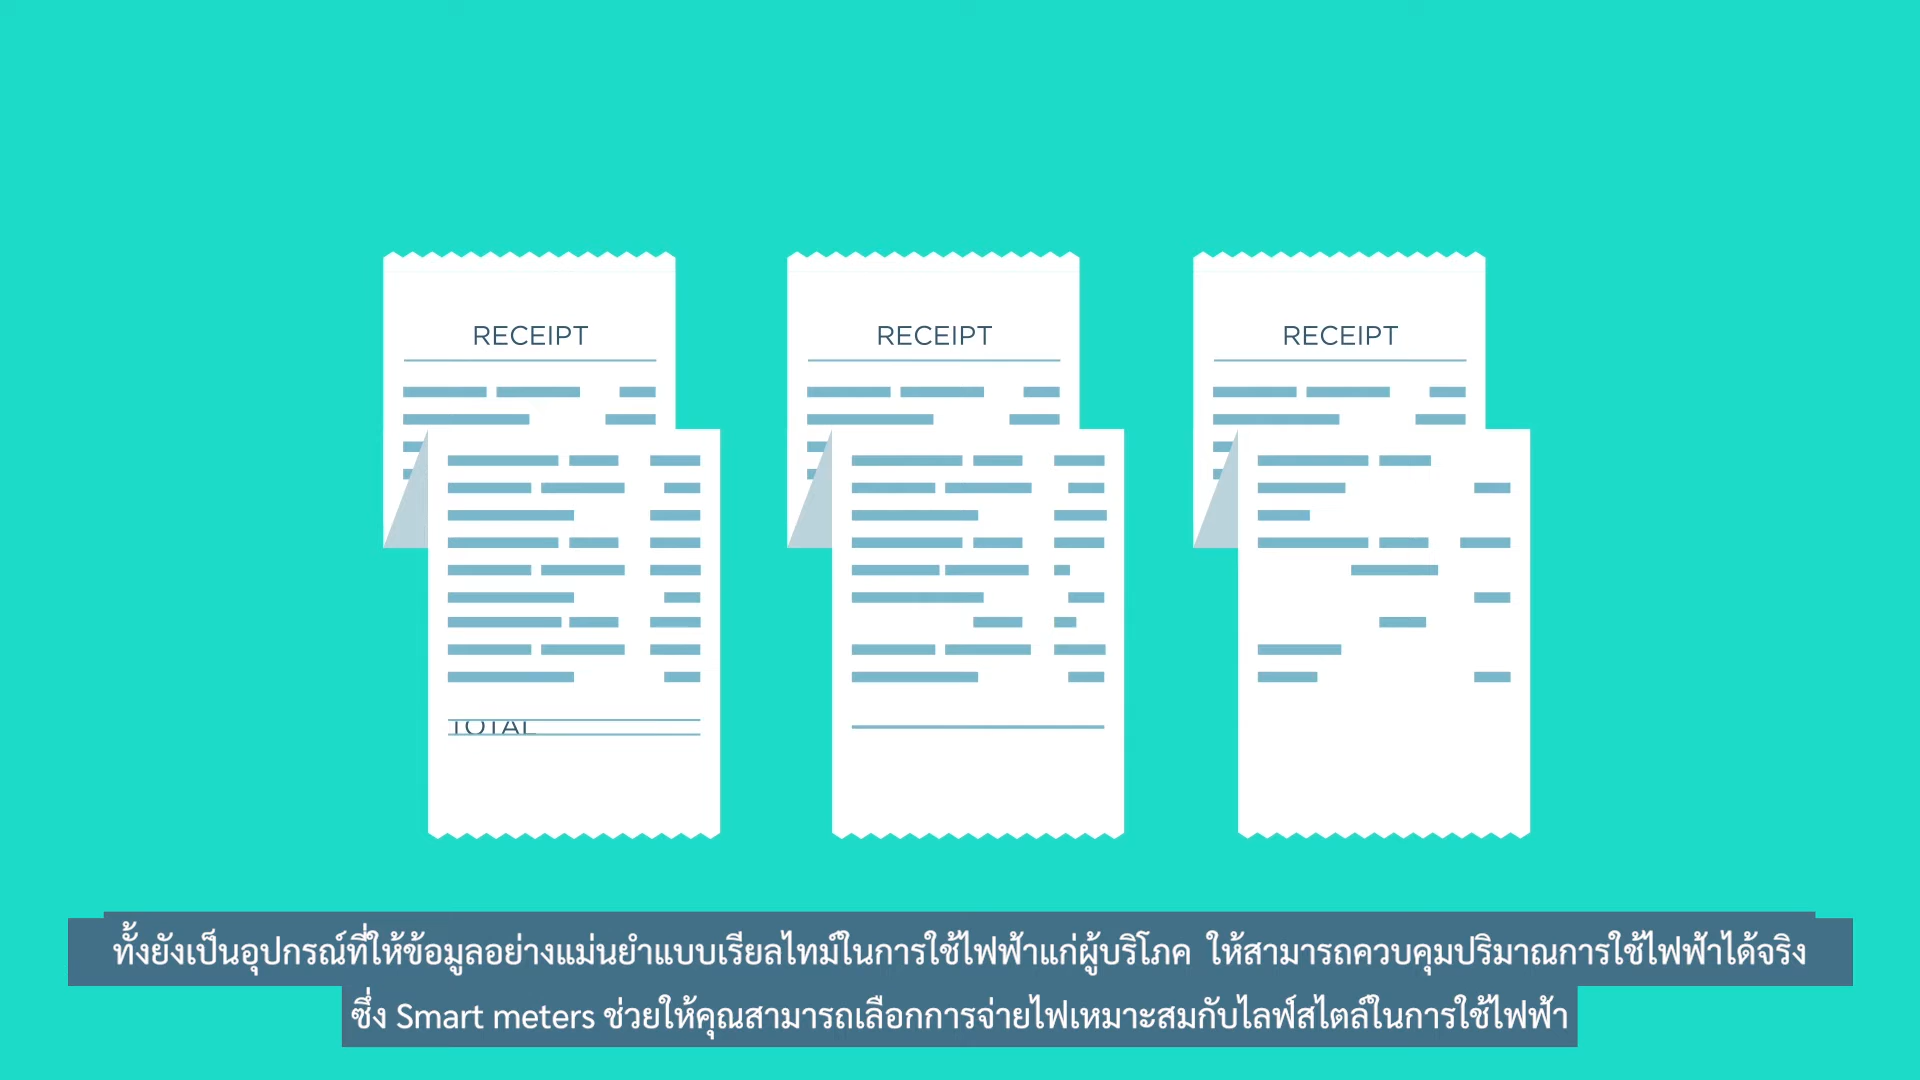 RECEIPT
RECEIPT
RECEIPT
TOTAL
ทั้งยังเป็นอุปกรณ์ที่ให้ข้อมูลอย่างแม่นยำแบบเรียลไทม์ในการใช้ไฟฟ้าแก่ผู้บริโภค ให้สามารถควบคุมปริมาณการใช้ไฟฟ้าได้จริง
ซึ่ง Smart meters ช่วยให้คุณสามารถเลือกการจ่ายไฟเหมาะสมกับไลฟ์สไตล์ในการใช้ไฟฟ้า